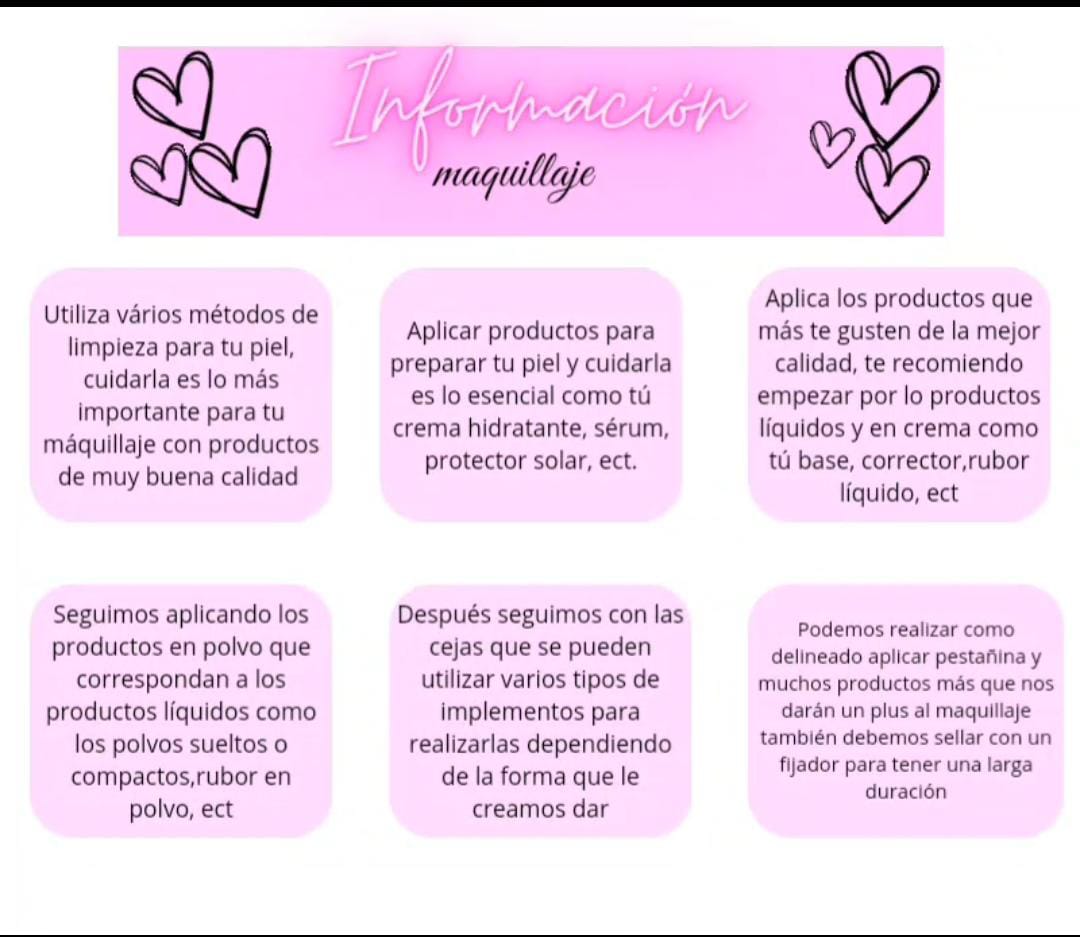 Información
maquillaje
Utiliza vários métodos de
limpieza para tu piel,
cuidarla es lo más
importante para tu
máquillaje con productos
de muy buena calidad
Aplicar productos para
preparar tu piel y cuidarla
es lo esencial como tú
crema hidratante, sérum,
protector solar, ect.
Aplica los productos que
más te gusten de la mejor
calidad, te recomiendo
empezar por lo productos
líquidos y en crema como
tú base, corrector,rubor
líquido, ect
Seguimos aplicando los
productos en polvo que
correspondan a los
productos líquidos como
los polvos sueltos o
compactos,rubor en
polvo, ect
Después seguimos con las
cejas que se pueden
utilizar varios tipos de
implementos para
realizarlas dependiendo
de la forma que le
creamos dar
Podemos realizar como
delineado aplicar pestañina y
muchos productos más que nos
darán un plus al maquillaje
también debemos sellar con un
fijador para tener una larga
duración